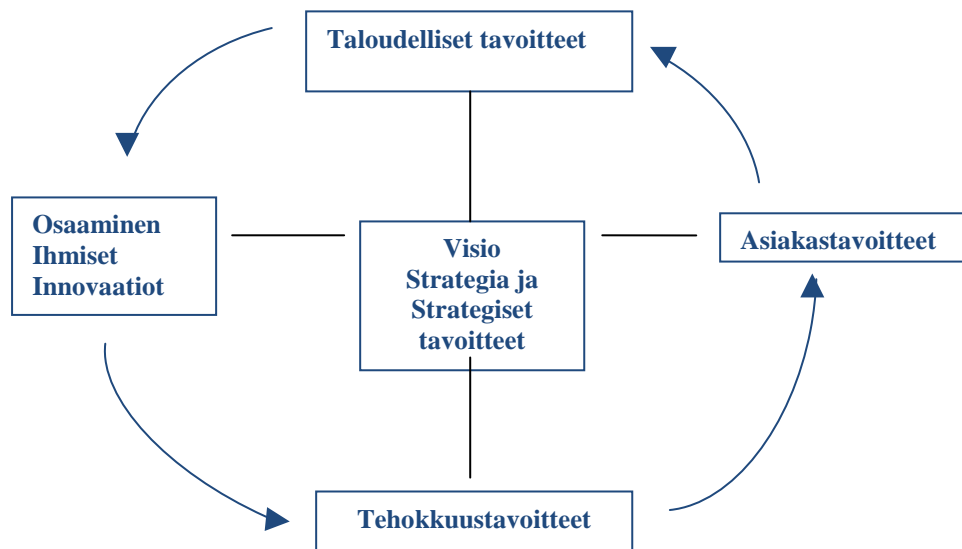 Taloudelliset tavoitteet
Osaaminen
Ihmiset
Innovaatiot
Visio
Strategia ja
Strategiset
tavoitteet
Asiakastavoitteet
Tehokkuustavoitteet